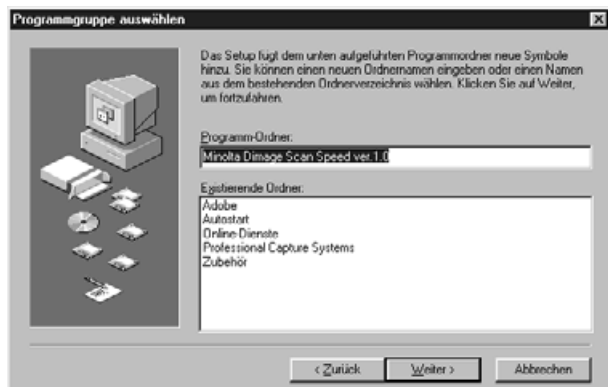 Programmgruppe auswählen
Das Setup fügt dem unten aufgeführten Programmordner neue Symbole
hinzu. Sie können einen neuen Ordnernamen eingeben oder einen Namen
aus dem bestehenden Ordnerverzeichnis wählen. Klicken Sie auf Weiter,
um fortzufahren.
Programm-Ordner:
Minolta Dimage Scan Speed ver.1.0
Existierende Ordner:
Adobe
Autostart
Online-Dienste
Professional Capture Systems
Zubehör
< Zurück
Weiter >
Abbrechen